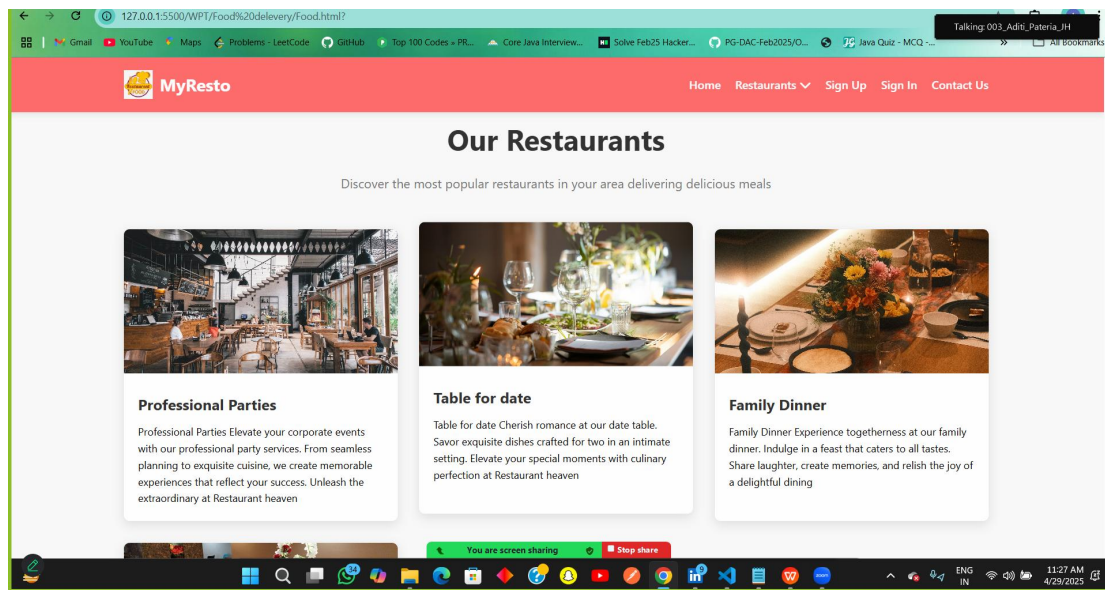 127.0.0.1:5500/WPT/Food%20delevery/Food.html?
Talking: 003_Aditi_Pateria_JH
Gmail YouTube Maps Problems - LeetCode GitHub Top 100 Codes » PR... Core Java Interview... Solve Feb25 Hacker... PG-DAC-Feb2025/O... Java Quiz - MCQ -... » All Bookmarks
MyResto
Home Restaurants Sign Up Sign In Contact Us
Our Restaurants
Discover the most popular restaurants in your area delivering delicious meals
Professional Parties
Professional Parties Elevate your corporate events
with our professional party services. From seamless
planning to exquisite cuisine, we create memorable
experiences that reflect your success. Unleash the
extraordinary at Restaurant heaven
Table for date
Table for date Cherish romance at our date table.
Savor exquisite dishes crafted for two in an intimate
setting. Elevate your special moments with culinary
perfection at Restaurant heaven
Family Dinner
Family Dinner Experience togetherness at our family
dinner. Indulge in a feast that caters to all tastes.
Share laughter, create memories, and relish the joy of
a delightful dining
You are screen sharing Stop share
34
9
zoom
ENG
IN
11:27 AM
4/29/2025